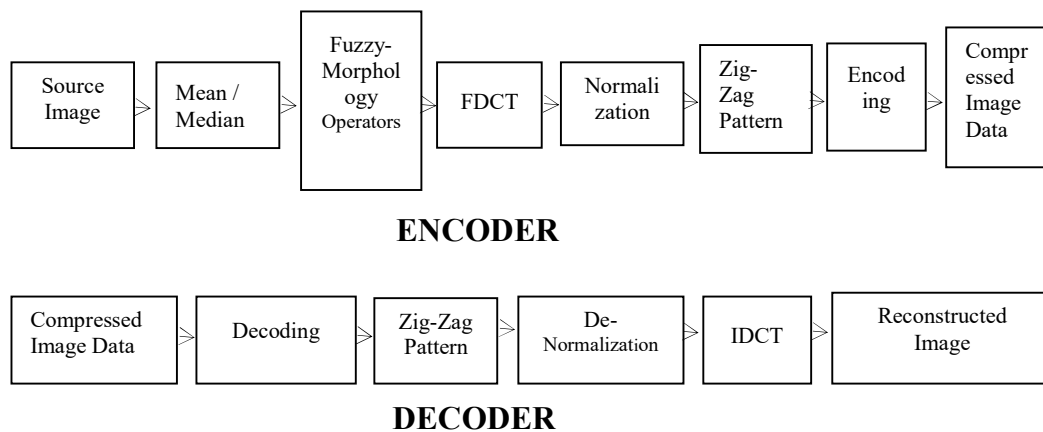 Source
Image
Mean /
Median
Fuzzy-
Morphol
ogy
Operators
FDCT
Normali
zation
Zig-
Zag
Pattern
Encod
ing
Compr
essed
Image
Data
ENCODER
Compressed
Image Data
Decoding
Zig-Zag
Pattern
De-
Normalization
IDCT
Reconstructed
Image
DECODER